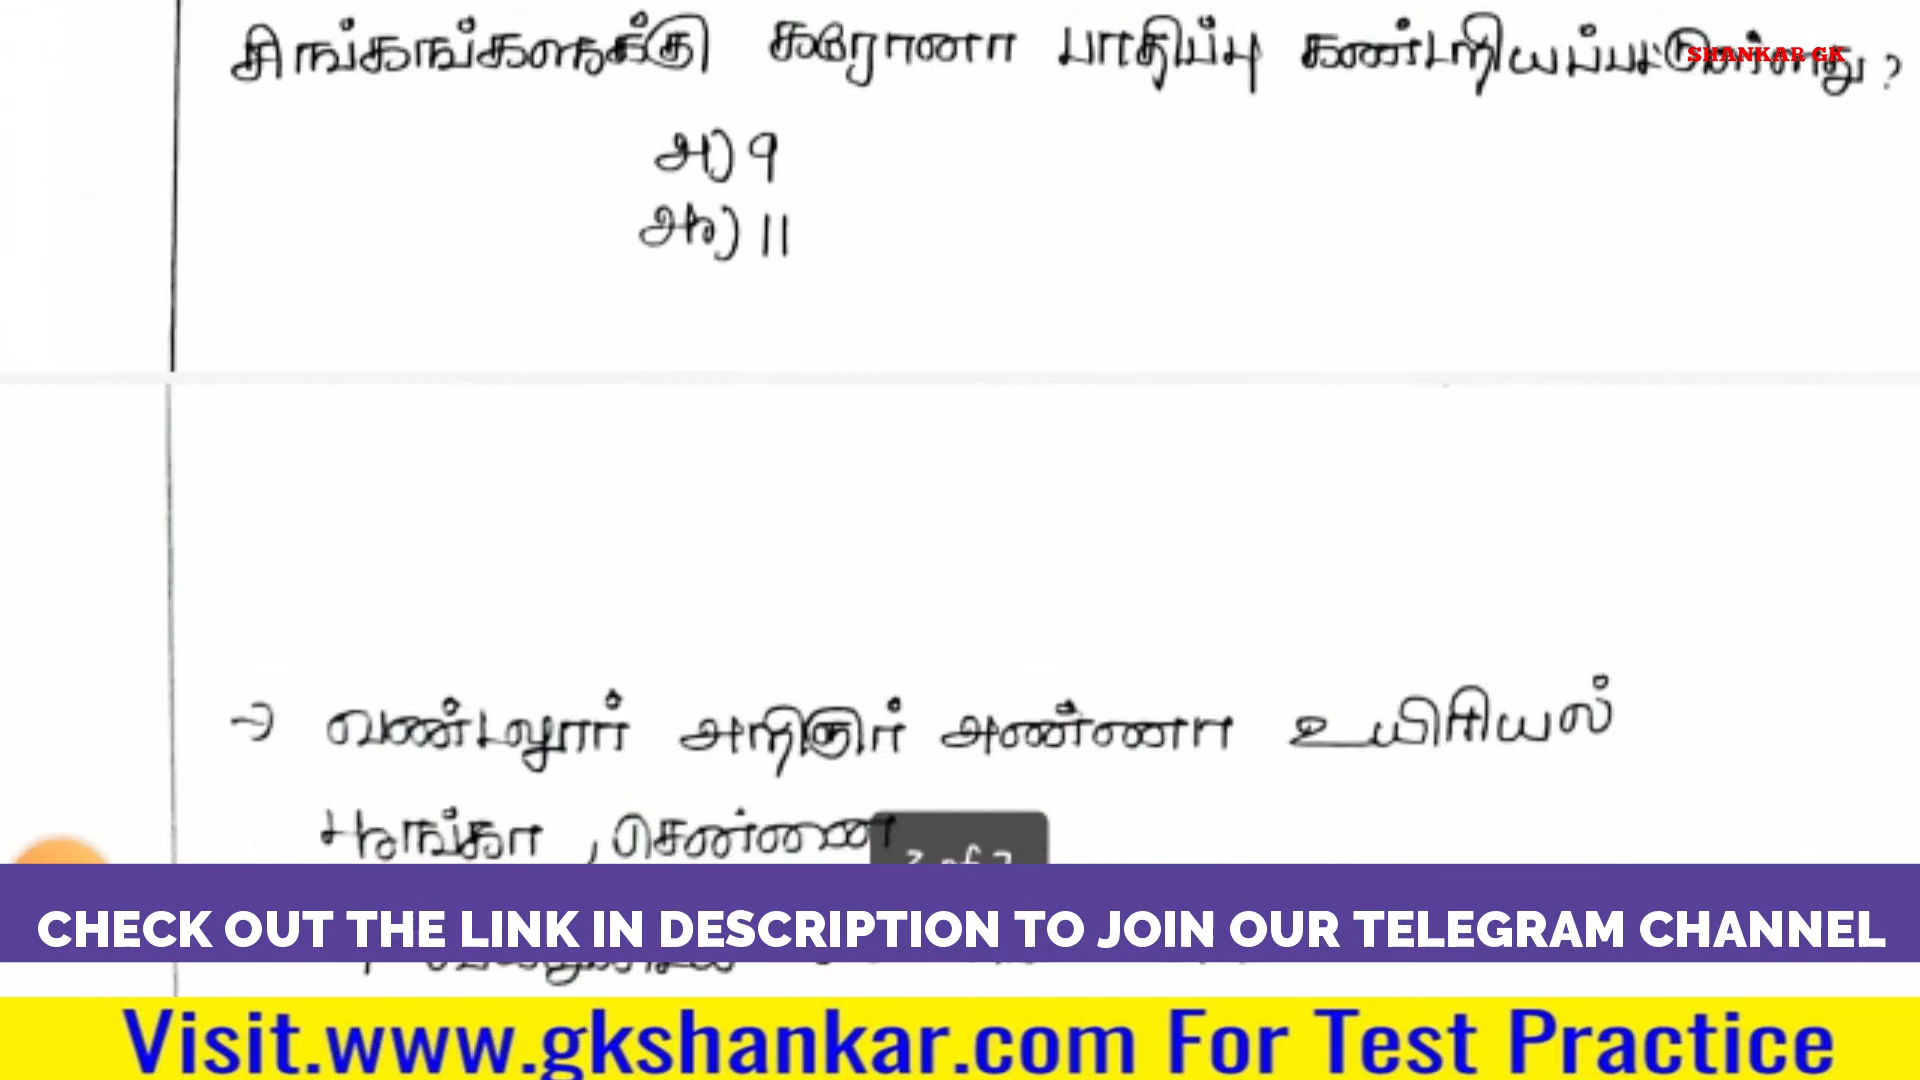 சிங்கங்களுக்கு கரோனா பாதிப்பு கண்டறியப்பட்டுள்ளது ?
SHANKAR GK
அ) 9
ஆ) 11
→ வண்டலூர் அறிஞர் அண்ணா உயிரியல்
பூங்கா , சென்னை
CHECK OUT THE LINK IN DESCRIPTION TO JOIN OUR TELEGRAM CHANNEL
Visit.www.gkshankar.com For Test Practice